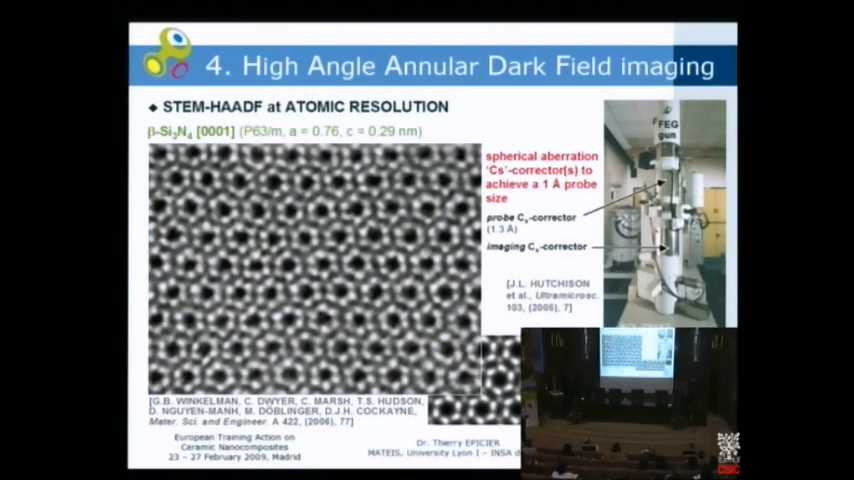 4. High Angle Annular Dark Field imaging
◆ STEM-HAADF at ATOMIC RESOLUTION
β-Si₃N₄ [0001] (P63/m, a = 0.76, c = 0.29 nm)
FEG
gun
spherical aberration
'Cs'-corrector(s) to
achieve a 1 Å probe
size
probe Cₛ-corrector
(1.3 Å)
imaging Cₛ-corrector
[J.L. HUTCHISON
et al., Ultramicrosc.
103, (2005), 7]
[G.B. WINKELMAN, C. DWYER, C. MARSH, T.S. HUDSON,
D. NGUYEN-MANH, M. DÖBLINGER, D.J.H. COCKAYNE,
Mater. Sci. and Engineer. A 422, (2006), 77]
European Training Action on
Ceramic Nanocomposites
23 – 27 February 2009, Madrid
Dr. Thierry EPICIER
MATEIS, University Lyon I – INSA d
CSIC